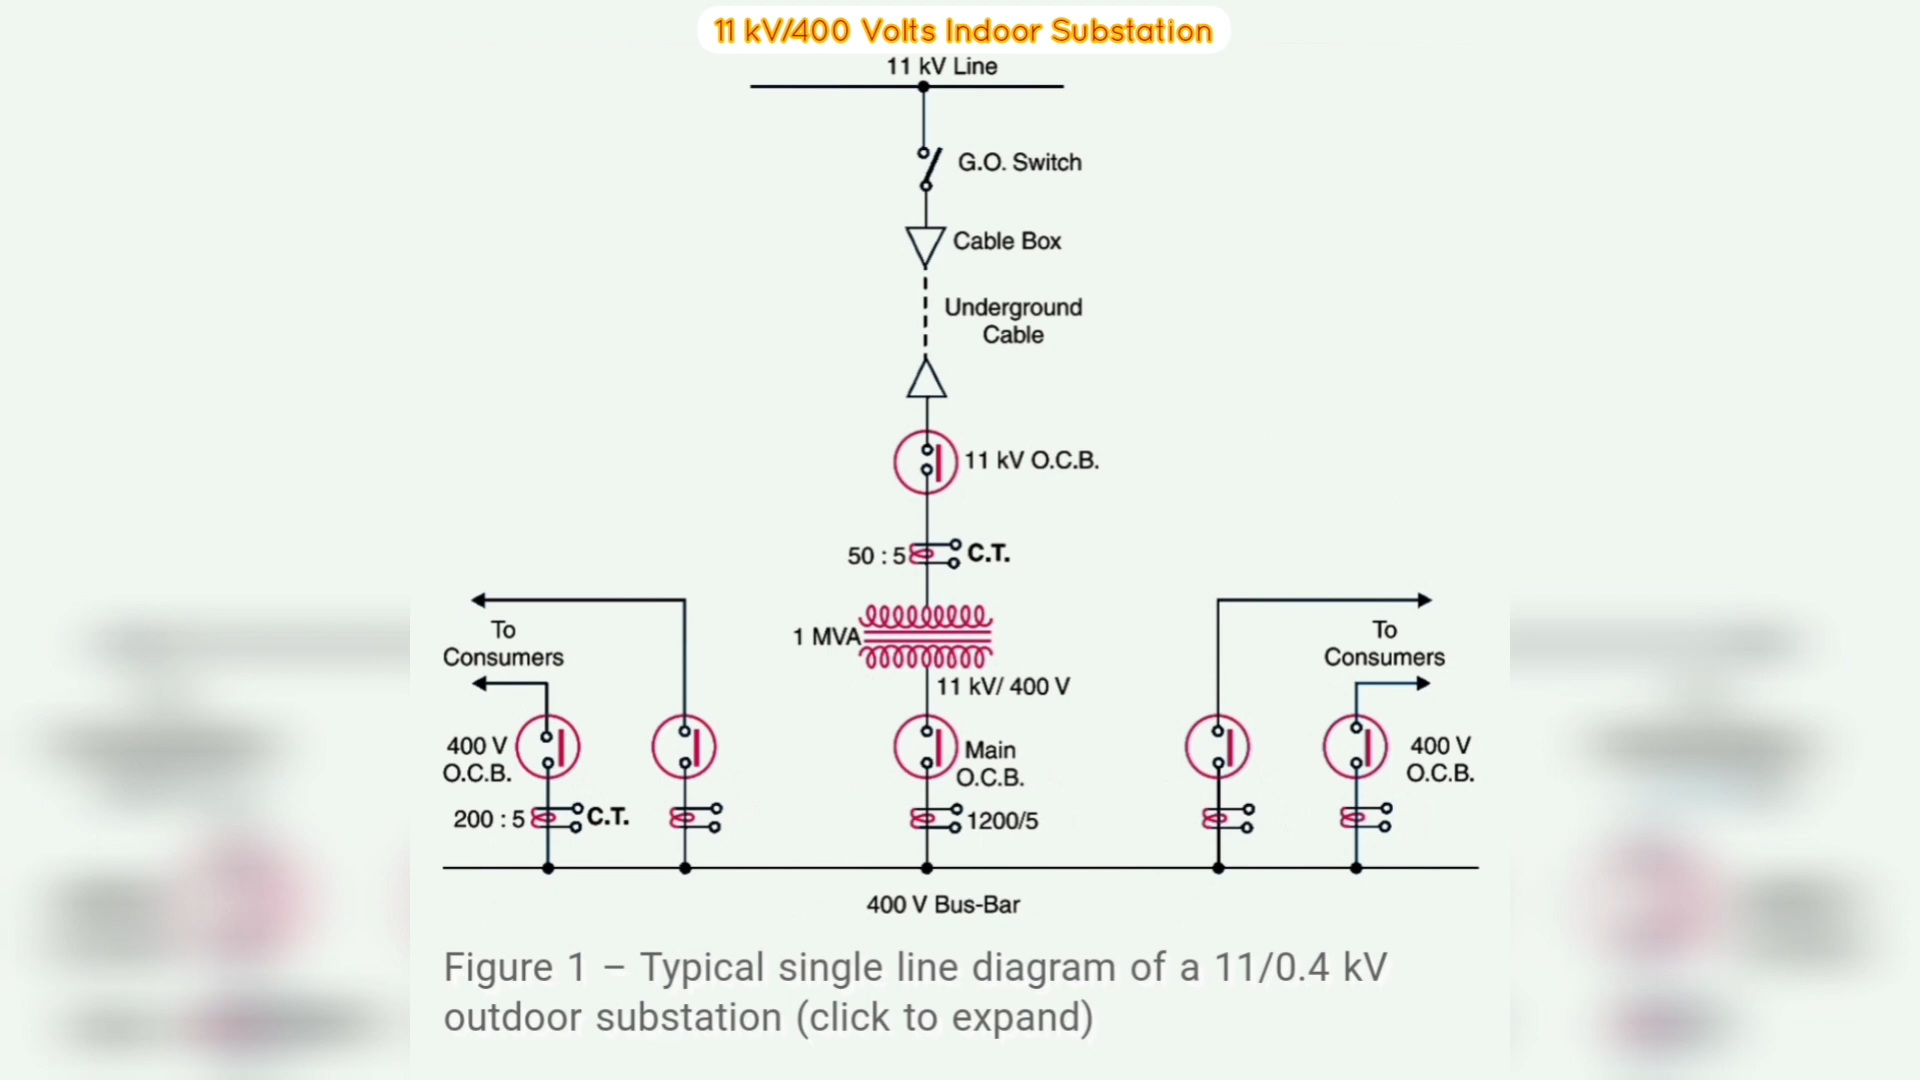 11 kV/400 Volts Indoor Substation
11 kV Line
G.O. Switch
Cable Box
Underground
Cable
11 kV O.C.B.
50 : 5
C.T.
To
Consumers
1 MVA
To
Consumers
11 kV/ 400 V
400 V
O.C.B.
Main
O.C.B.
400 V
O.C.B.
200 : 5
C.T.
1200/5
400 V Bus-Bar
Figure 1 – Typical single line diagram of a 11/0.4 kV
outdoor substation (click to expand)